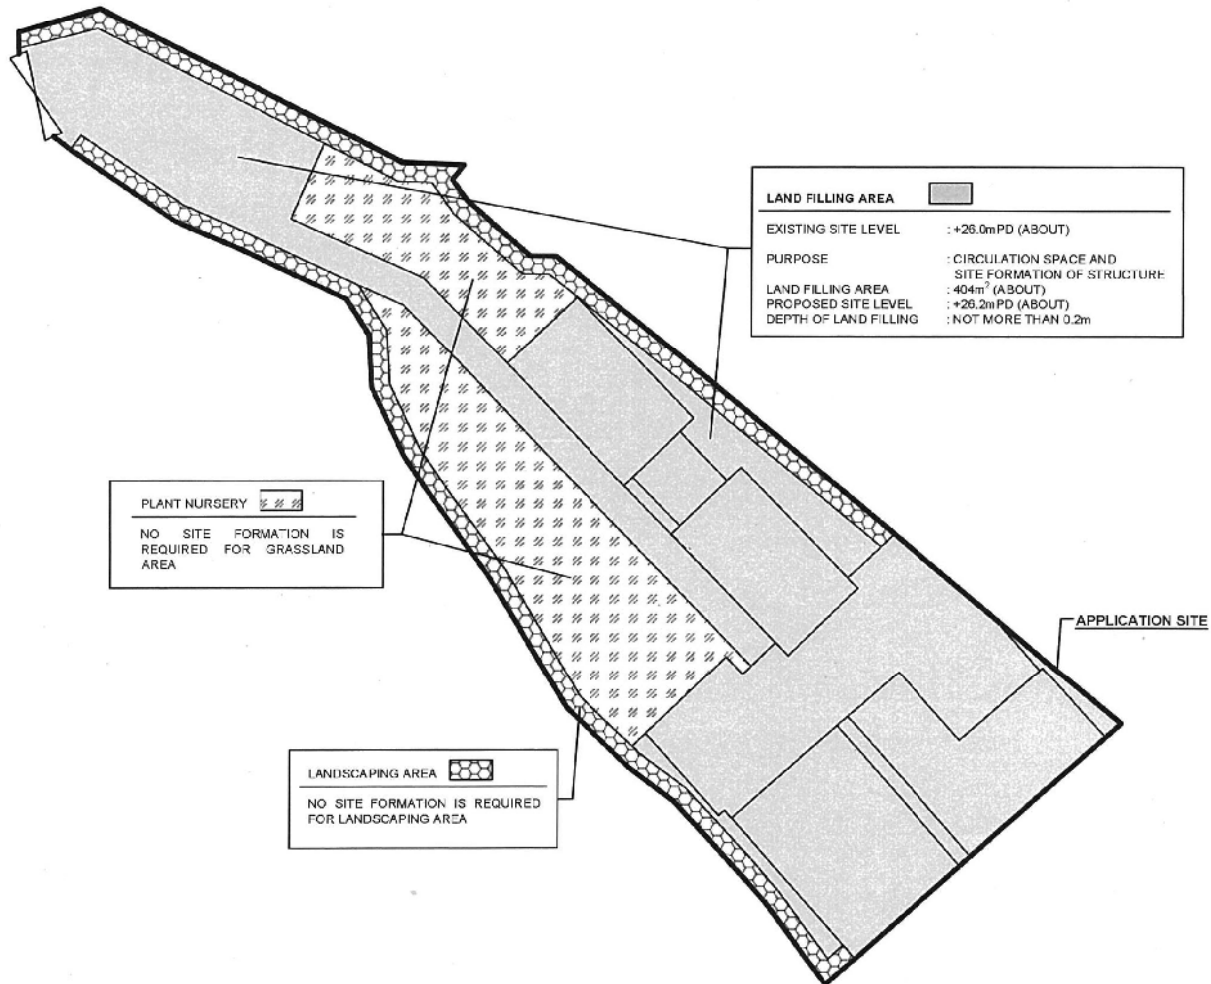 LAND FILLING AREA
EXISTING SITE LEVEL : +26.0mPD (ABOUT)
PURPOSE : CIRCULATION SPACE AND
SITE FORMATION OF STRUCTURE
LAND FILLING AREA : 404m² (ABOUT)
PROPOSED SITE LEVEL : +26.2mPD (ABOUT)
DEPTH OF LAND FILLING : NOT MORE THAN 0.2m
PLANT NURSERY
NO SITE FORMATION IS
REQUIRED FOR GRASSLAND
AREA
APPLICATION SITE
LANDSCAPING AREA
NO SITE FORMATION IS REQUIRED
FOR LANDSCAPING AREA